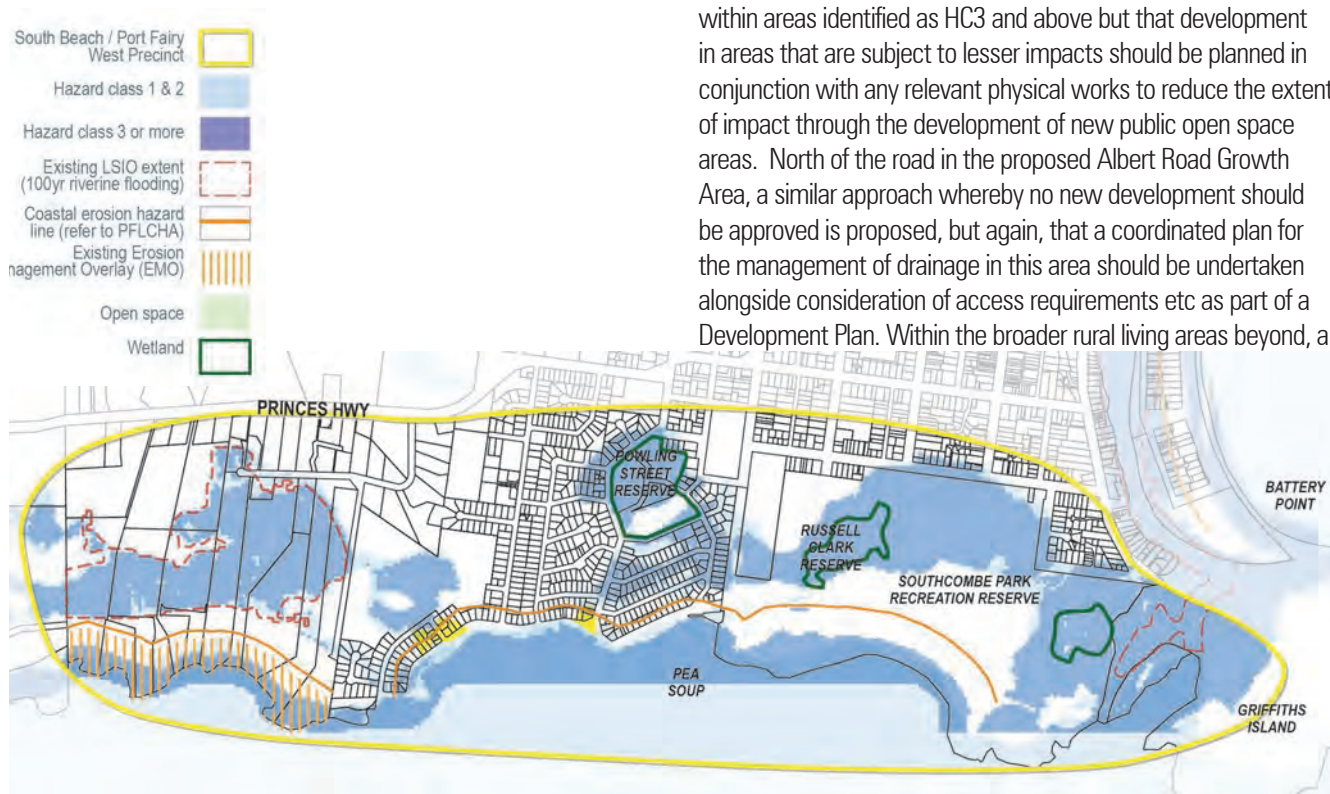 South Beach / Port Fairy
West Precinct
Hazard class 1 & 2
Hazard class 3 or more
Existing LSIO extent
(100yr riverine flooding)
Coastal erosion hazard
line (refer to PFLCHA)
Existing Erosion
nagement Overlay (EMO)
Open space
Wetland
within areas identified as HC3 and above but that development
in areas that are subject to lesser impacts should be planned in
conjunction with any relevant physical works to reduce the extent
of impact through the development of new public open space
areas.  North of the road in the proposed Albert Road Growth
Area, a similar approach whereby no new development should
be approved is proposed, but again, that a coordinated plan for
the management of drainage in this area should be undertaken
alongside consideration of access requirements etc as part of a
Development Plan. Within the broader rural living areas beyond, a
PRINCES HWY
POWLING
STREET
RESERVE
RUSSELL
CLARK
RESERVE
SOUTHCOMBE PARK
RECREATION RESERVE
BATTERY
POINT
PEA
SOUP
GRIFFITHS
ISLAND